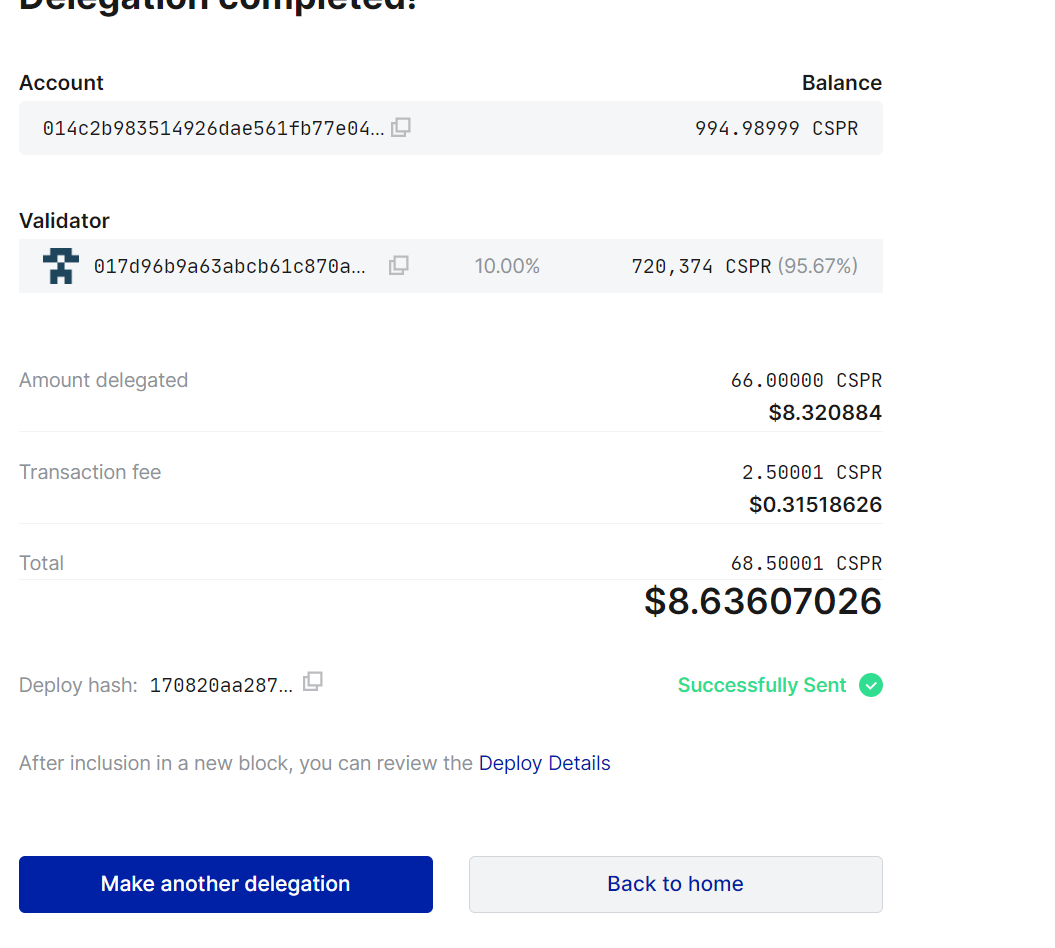 Delegation completed!
Account Balance
014c2b983514926dae561fb77e04... 994.98999 CSPR
Validator
017d96b9a63abcb61c870a... 10.00% 720,374 CSPR (95.67%)
Amount delegated 66.00000 CSPR
$8.320884
Transaction fee 2.50001 CSPR
$0.31518626
Total 68.50001 CSPR
$8.63607026
Deploy hash: 170820aa287... Successfully Sent
After inclusion in a new block, you can review the Deploy Details
Make another delegation Back to home